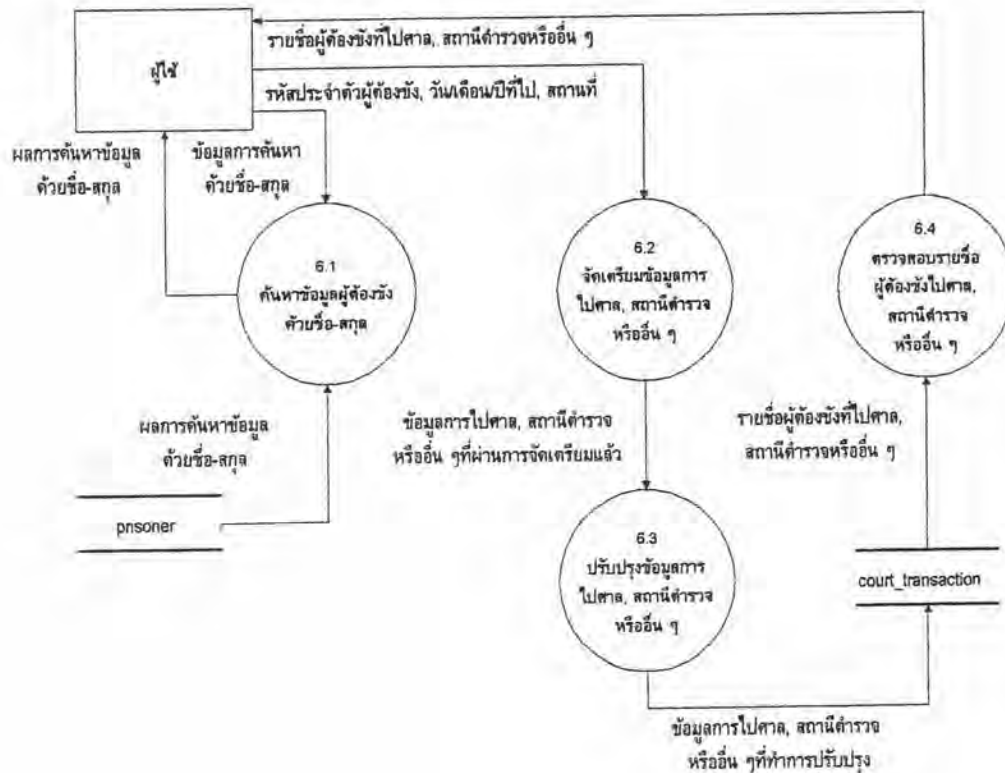 รายชื่อผู้ต้องขังที่ไปศาล, สถานีตำรวจหรืออื่น ๆ
ผู้ใช้
รหัสประจำตัวผู้ต้องขัง, วัน/เดือน/ปีที่ไป, สถานที่
ผลการค้นหาข้อมูล
ด้วยชื่อ-สกุล
ข้อมูลการค้นหา
ด้วยชื่อ-สกุล
6.1
ค้นหาข้อมูลผู้ต้องขัง
ด้วยชื่อ-สกุล
6.2
จัดเตรียมข้อมูลการ
ไปศาล, สถานีตำรวจ
หรืออื่น ๆ
6.4
ตรวจสอบรายชื่อ
ผู้ต้องขังไปศาล,
สถานีตำรวจ
หรืออื่น ๆ
ผลการค้นหาข้อมูล
ด้วยชื่อ-สกุล
ข้อมูลการไปศาล, สถานีตำรวจ
หรืออื่น ๆที่ผ่านการจัดเตรียมแล้ว
รายชื่อผู้ต้องขังที่ไปศาล,
สถานีตำรวจหรืออื่น ๆ
prisoner
6.3
ปรับปรุงข้อมูลการ
ไปศาล, สถานีตำรวจ
หรืออื่น ๆ
court_transaction
ข้อมูลการไปศาล, สถานีตำรวจ
หรืออื่น ๆที่ทำการปรับปรุง